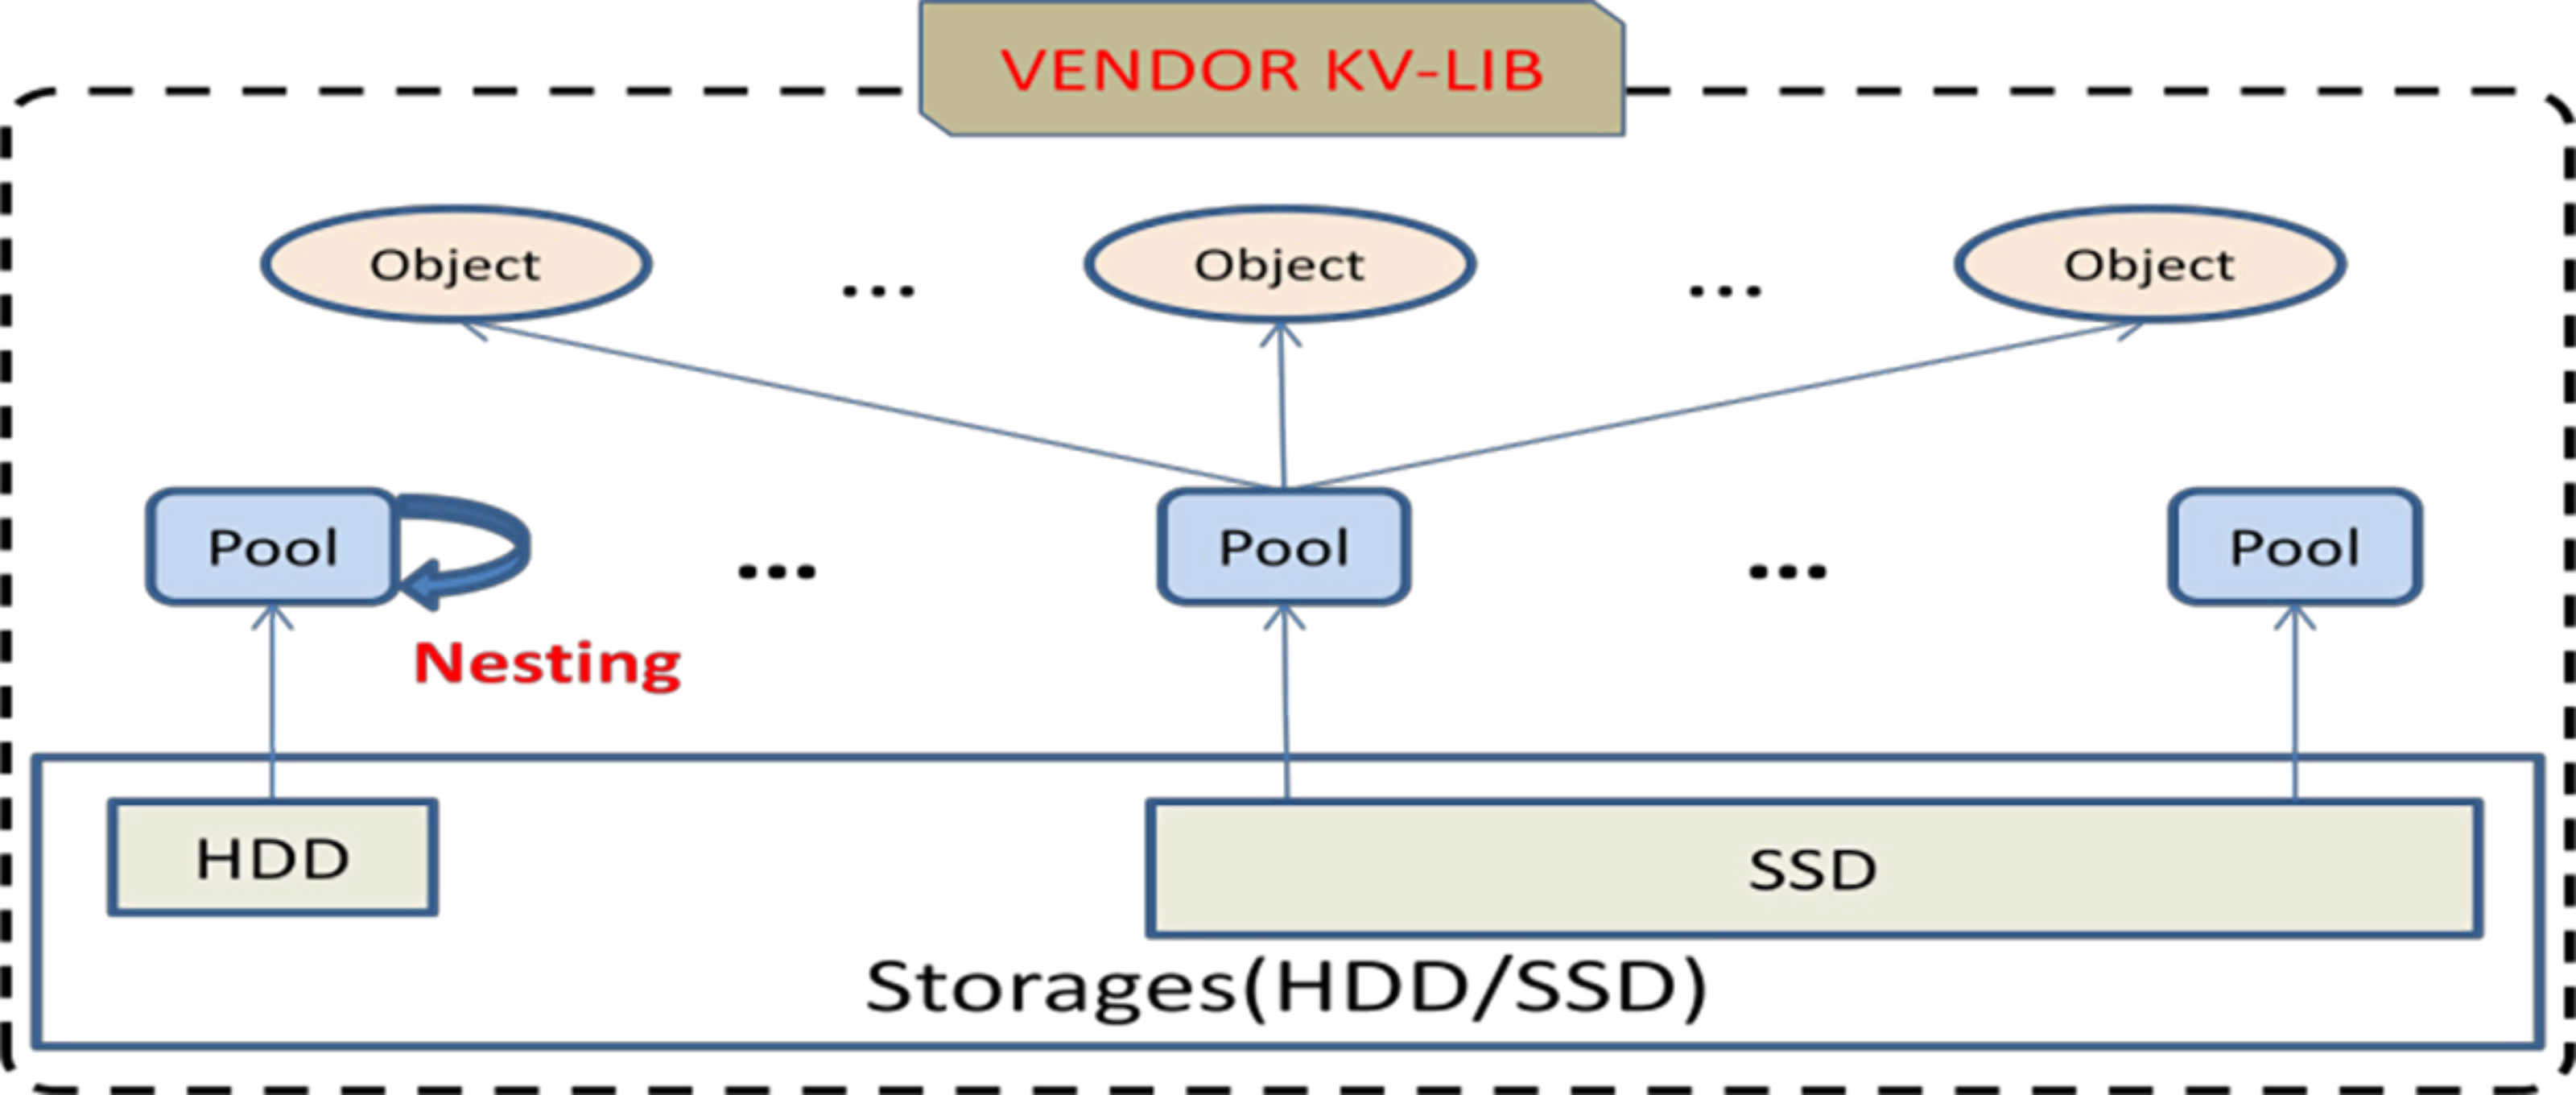 VENDOR KV-LIB
Object ... Object ... Object
Pool ... Pool ... Pool
Nesting
HDD
SSD
Storages(HDD/SSD)